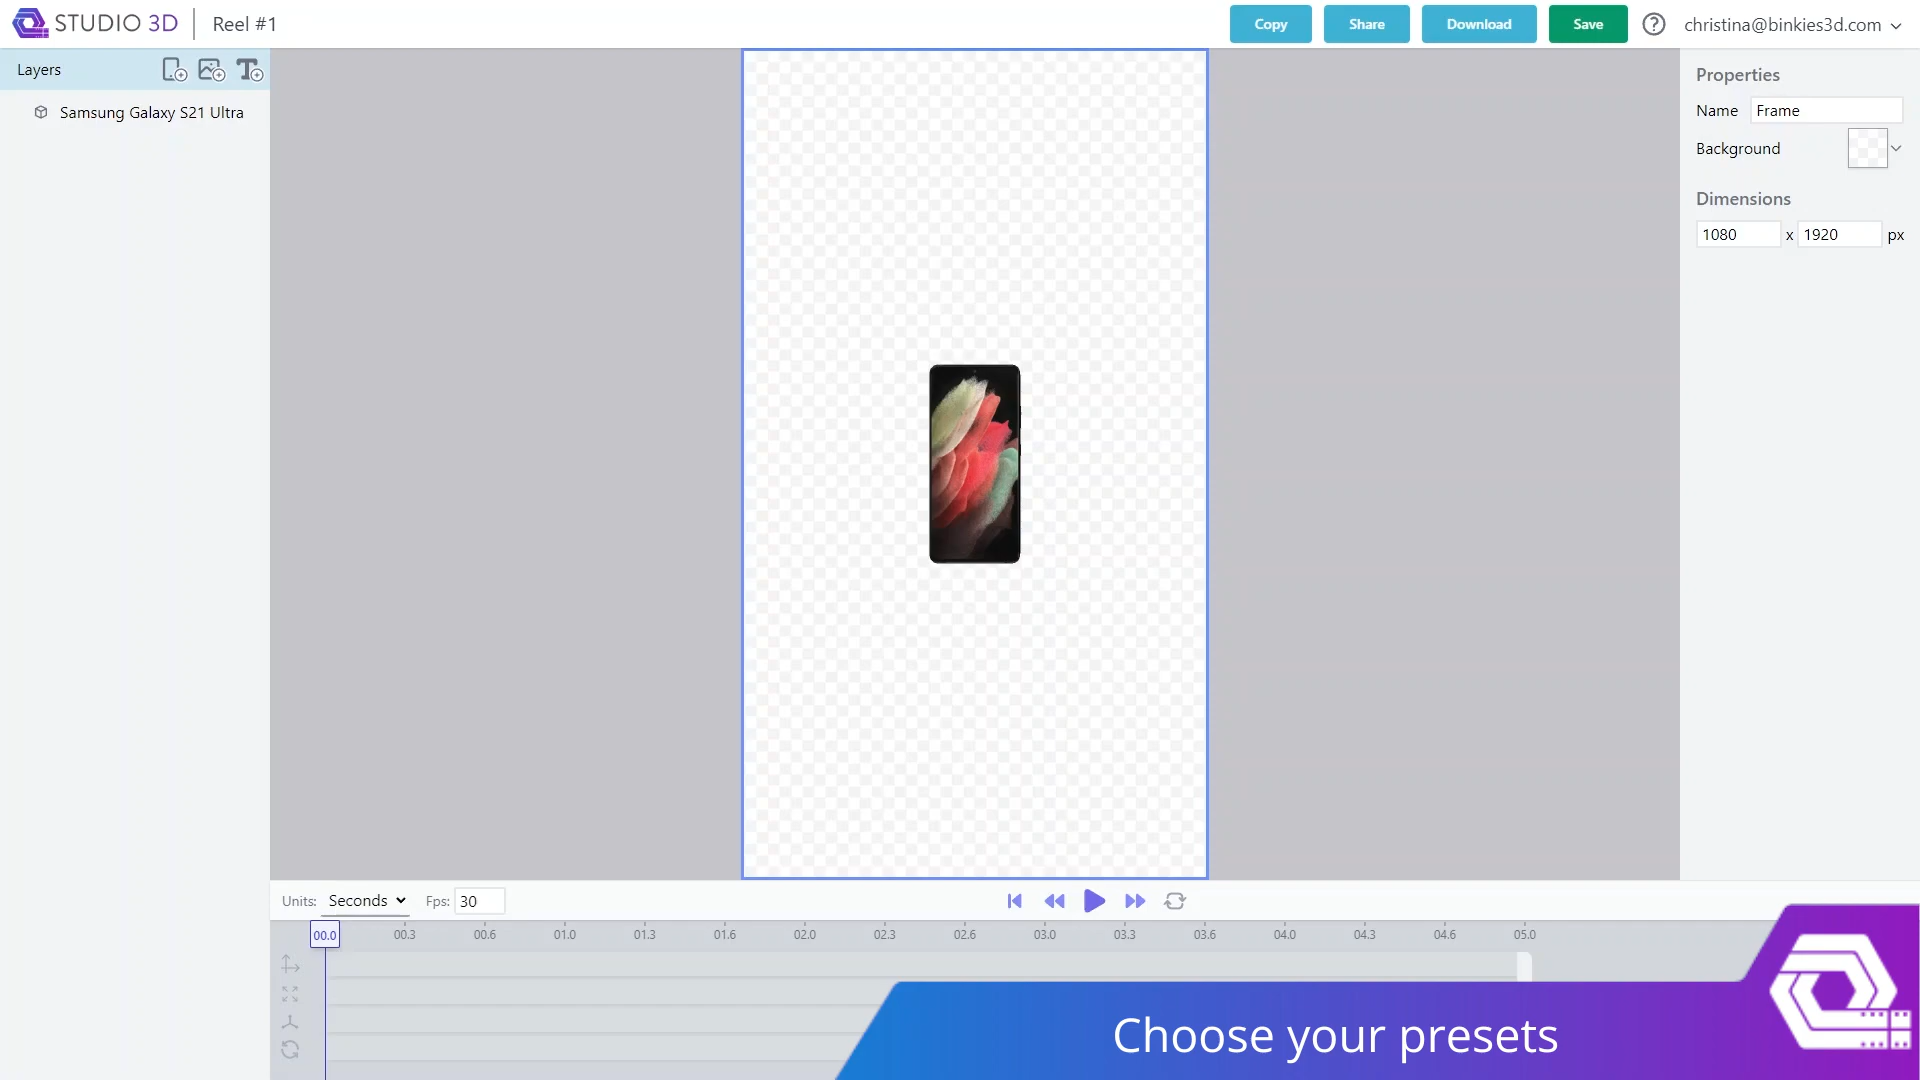 STUDIO 3D
Reel #1
Copy
Share
Download
Save
?
christina@binkies3d.com
Layers
Samsung Galaxy S21 Ultra
Properties
Name Frame
Background
Dimensions
1080 x 1920 px
Units: Seconds Fps: 30
00.0 00.3 00.6 01.0 01.3 01.6 02.0 02.3 02.6 03.0 03.3 03.6 04.0 04.3 04.6 05.0
Choose your presets